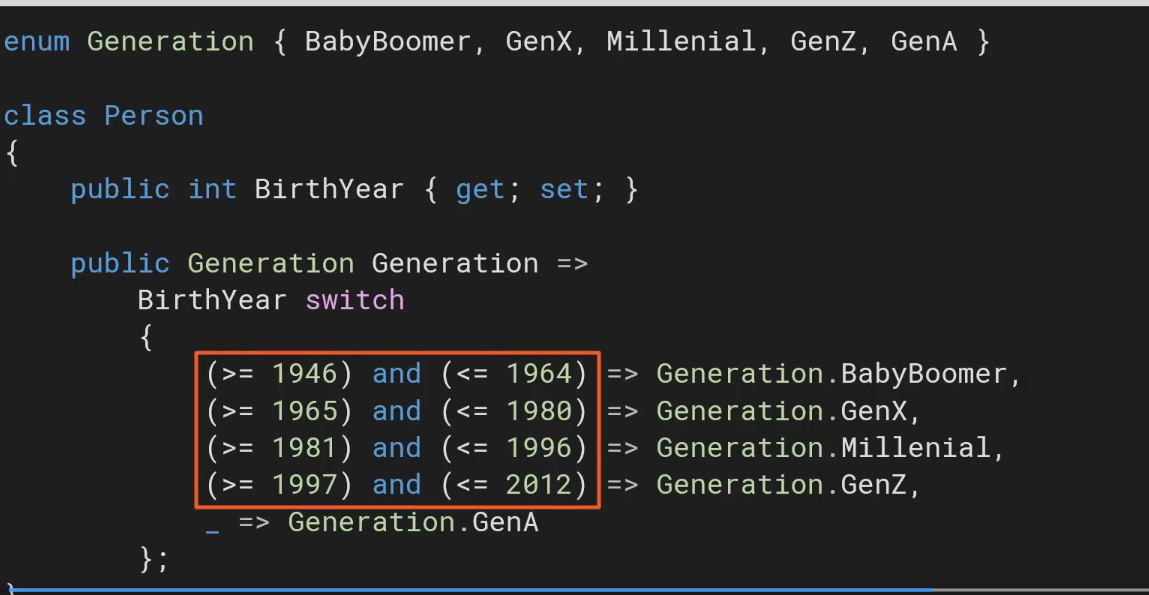 enum Generation { BabyBoomer, GenX, Millenial, GenZ, GenA }
class Person
{
    public int BirthYear { get; set; }
    public Generation Generation =>
        BirthYear switch
        {
            (>= 1946) and (<= 1964) => Generation.BabyBoomer,
            (>= 1965) and (<= 1980) => Generation.GenX,
            (>= 1981) and (<= 1996) => Generation.Millenial,
            (>= 1997) and (<= 2012) => Generation.GenZ,
            _ => Generation.GenA
        };
}